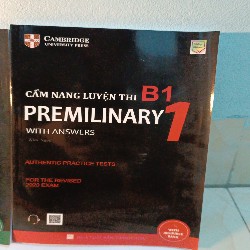 CAMBRIDGE
UNIVERSITY PRESS
CẨM NANG LUYỆN THI B1
PREMILINARY 1
WITH ANSWERS
AUTHENTIC PRACTICE TESTS
FOR THE REVISED
2020 EXAM